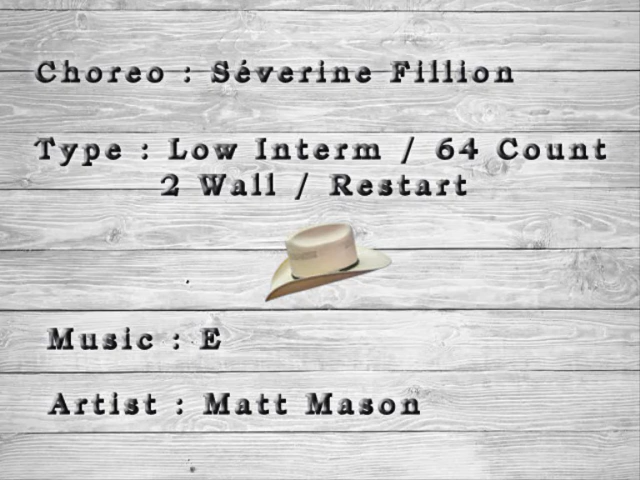 Choreo : Séverine Fillion
Type : Low Interm / 64 Count
2 Wall / Restart
Music : E
Artist : Matt Mason